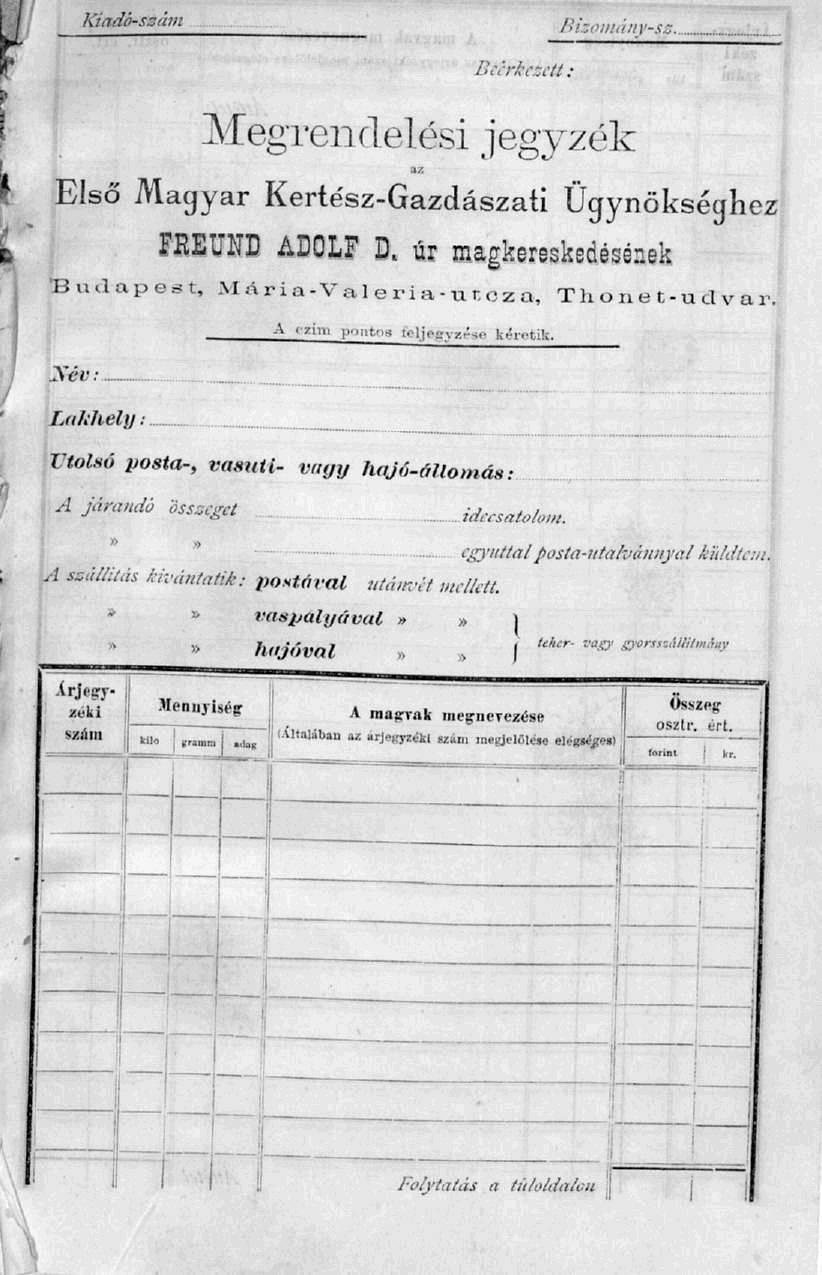 Kiadó-szám
Bizomány-sz.
Beérkezett:
Megrendelési jegyzék
az
Első Magyar Kertész-Gazdászati Ügynökséghez
FREUND ADOLF D. úr magkereskedésének
Budapest, Mária-Valeria-utcza, Thonet-udvar.
A czim pontos feljegyzése kéretik.
Név:
Lakhely:
Utolsó posta-, vasuti- vagy hajó-állomás:
A járandó összeget idecsatolom.
» » egyuttal posta-utalványnyal küldtem.
A szállitás kivántatik: postával utánvét mellett.
» » vaspályával » »
» » hajóval » » } teher- vagy gyorsszállitmány
Árjegyzéki szám
Mennyiség
kilo gramm adag
A magvak megnevezése
(Általában az árjegyzéki szám megjelölése elégséges)
Összeg
osztr. ért.
forint kr.
Folytatás a túloldalon